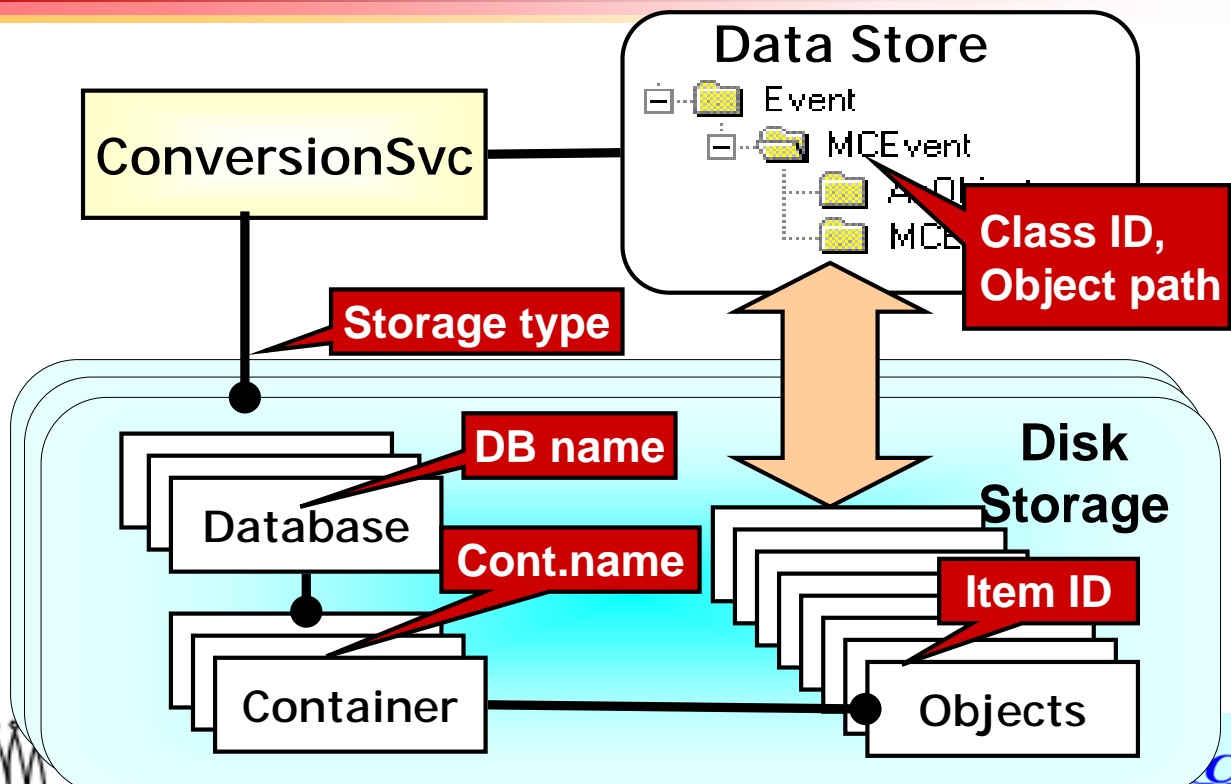 Data Store
Event
MCEvent
ConversionSvc
Class ID,
Object path
Storage type
DB name
Disk
Storage
Database
Cont.name
Item ID
Container
Objects